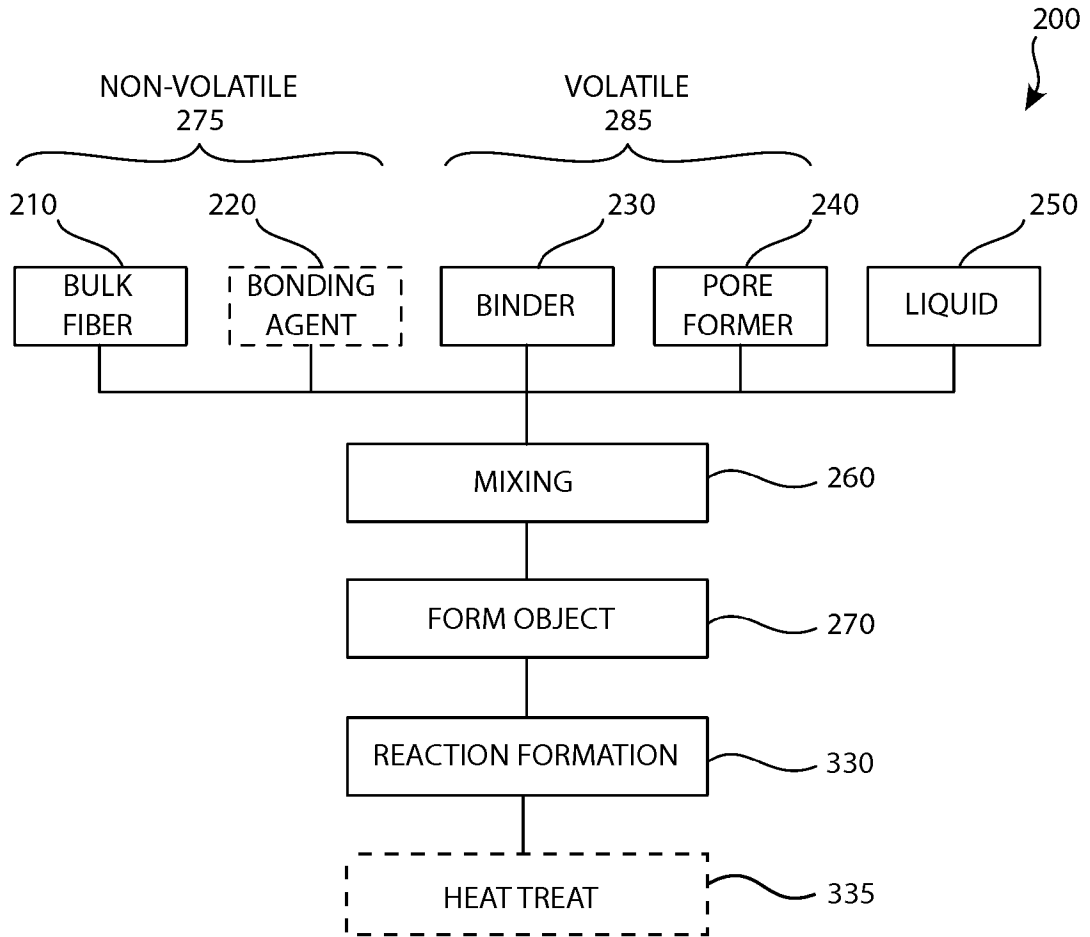 200
NON-VOLATILE
275
VOLATILE
285
210
220
230
240
250
BULK
FIBER
BONDING
AGENT
BINDER
PORE
FORMER
LIQUID
MIXING
260
FORM OBJECT
270
REACTION FORMATION
330
HEAT TREAT
335